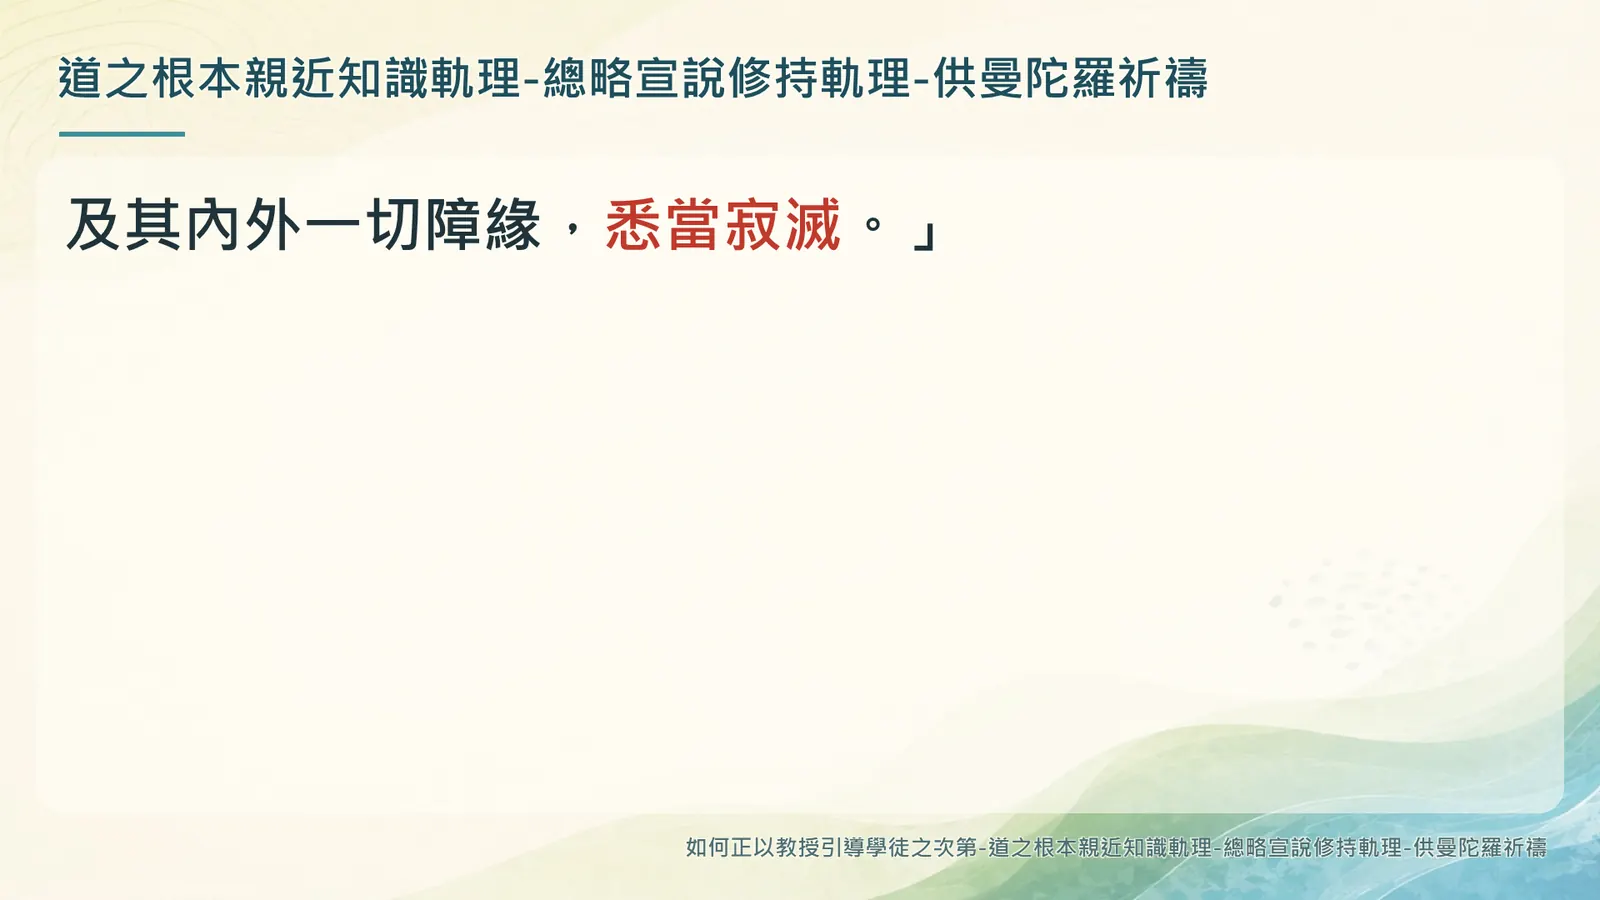 道之根本親近知識軌理-總略宣說修持軌理-供曼陀羅祈禱
及其內外一切障緣，悉當寂滅。」
如何正以教授引導學徒之次第-道之根本親近知識軌理-總略宣說修持軌理-供曼陀羅祈禱